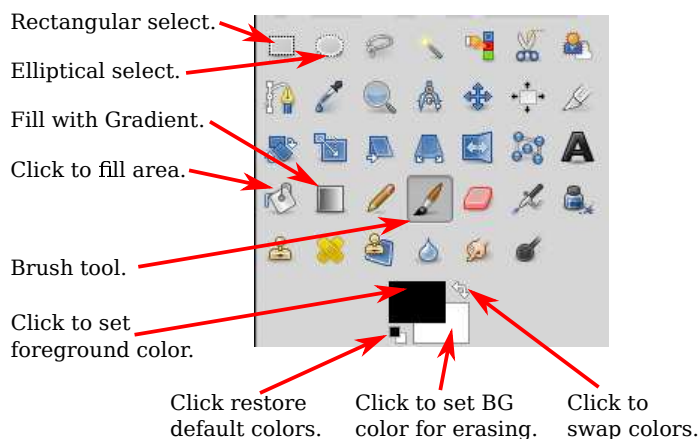 Rectangular select.
Elliptical select.
Fill with Gradient.
Click to fill area.
Brush tool.
Click to set
foreground color.
Click restore
default colors.
Click to set BG
color for erasing.
Click to
swap colors.
A